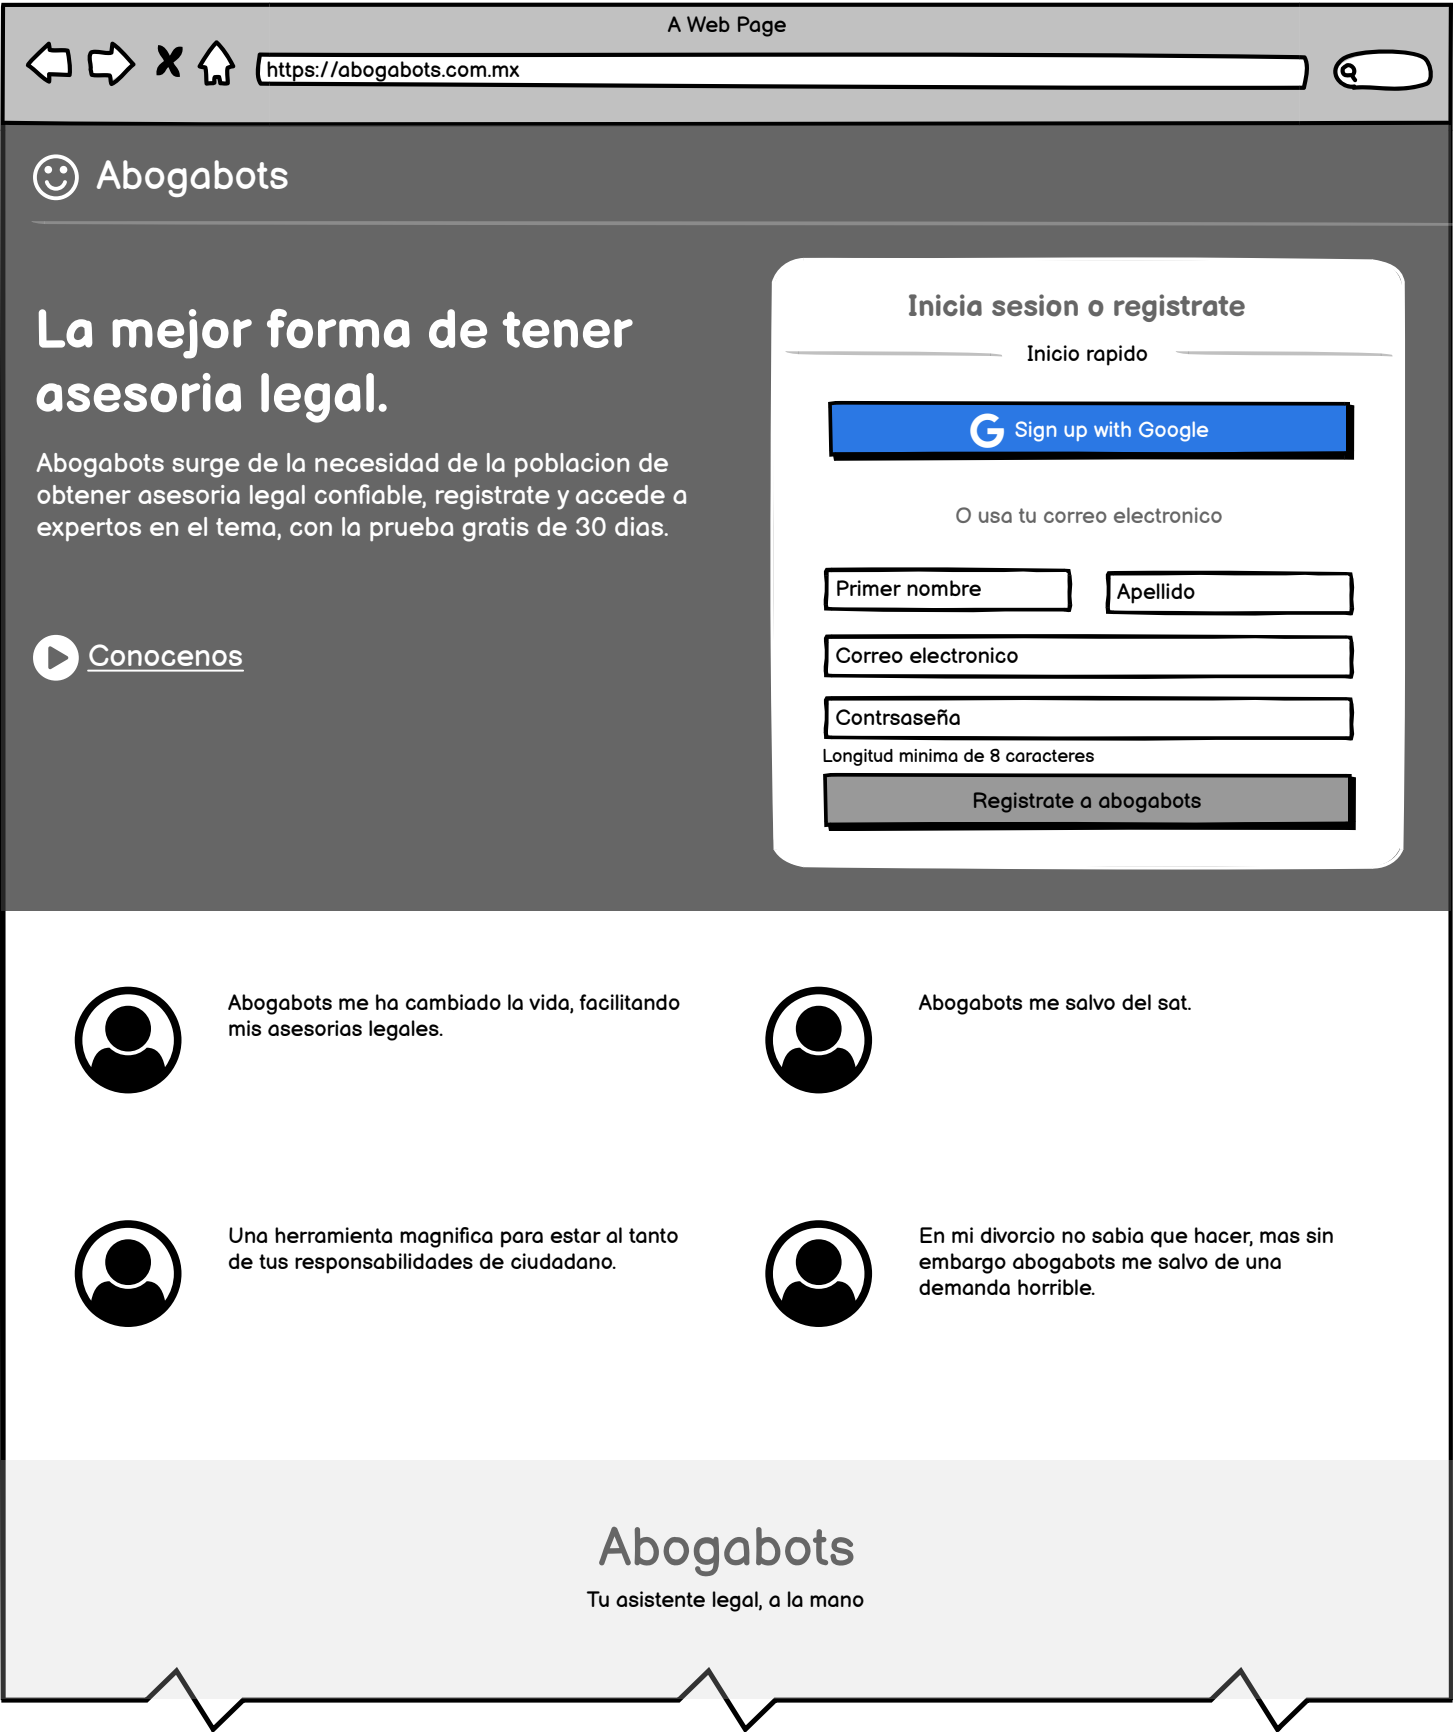 A Web Page
https://abogabots.com.mx
Abogabots
La mejor forma de tener
asesoria legal.
Abogabots surge de la necesidad de la poblacion de
obtener asesoria legal confiable, registrate y accede a
expertos en el tema, con la prueba gratis de 30 dias.
Conocenos
Inicia sesion o registrate
Inicio rapido
Sign up with Google
O usa tu correo electronico
Primer nombre
Apellido
Correo electronico
Contrsaseña
Longitud minima de 8 caracteres
Registrate a abogabots
Abogabots me ha cambiado la vida, facilitando
mis asesorias legales.
Abogabots me salvo del sat.
Una herramienta magnifica para estar al tanto
de tus responsabilidades de ciudadano.
En mi divorcio no sabia que hacer, mas sin
embargo abogabots me salvo de una
demanda horrible.
Abogabots
Tu asistente legal, a la mano